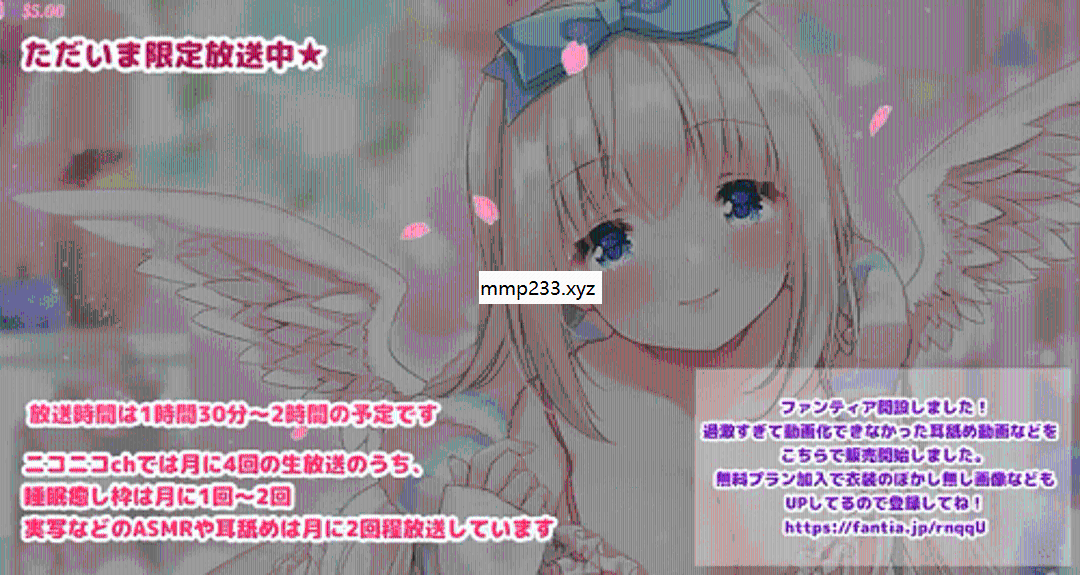 $5.00
ただいま限定放送中★
mmp233.xyz
放送時間は1時間30分～2時間の予定です
ニコニコchでは月に4回の生放送のうち、
睡眠癒し枠は月に1回～2回
実写などのASMRや耳舐めは月に2回程放送しています
ファンティア開設しました！
過激すぎて動画化できなかった耳舐め動画などを
こちらで販売開始しました。
無料プラン加入で衣装のぼかし無し画像なども
UPしてるので登録してね！
https://fantia.jp/rnqqU